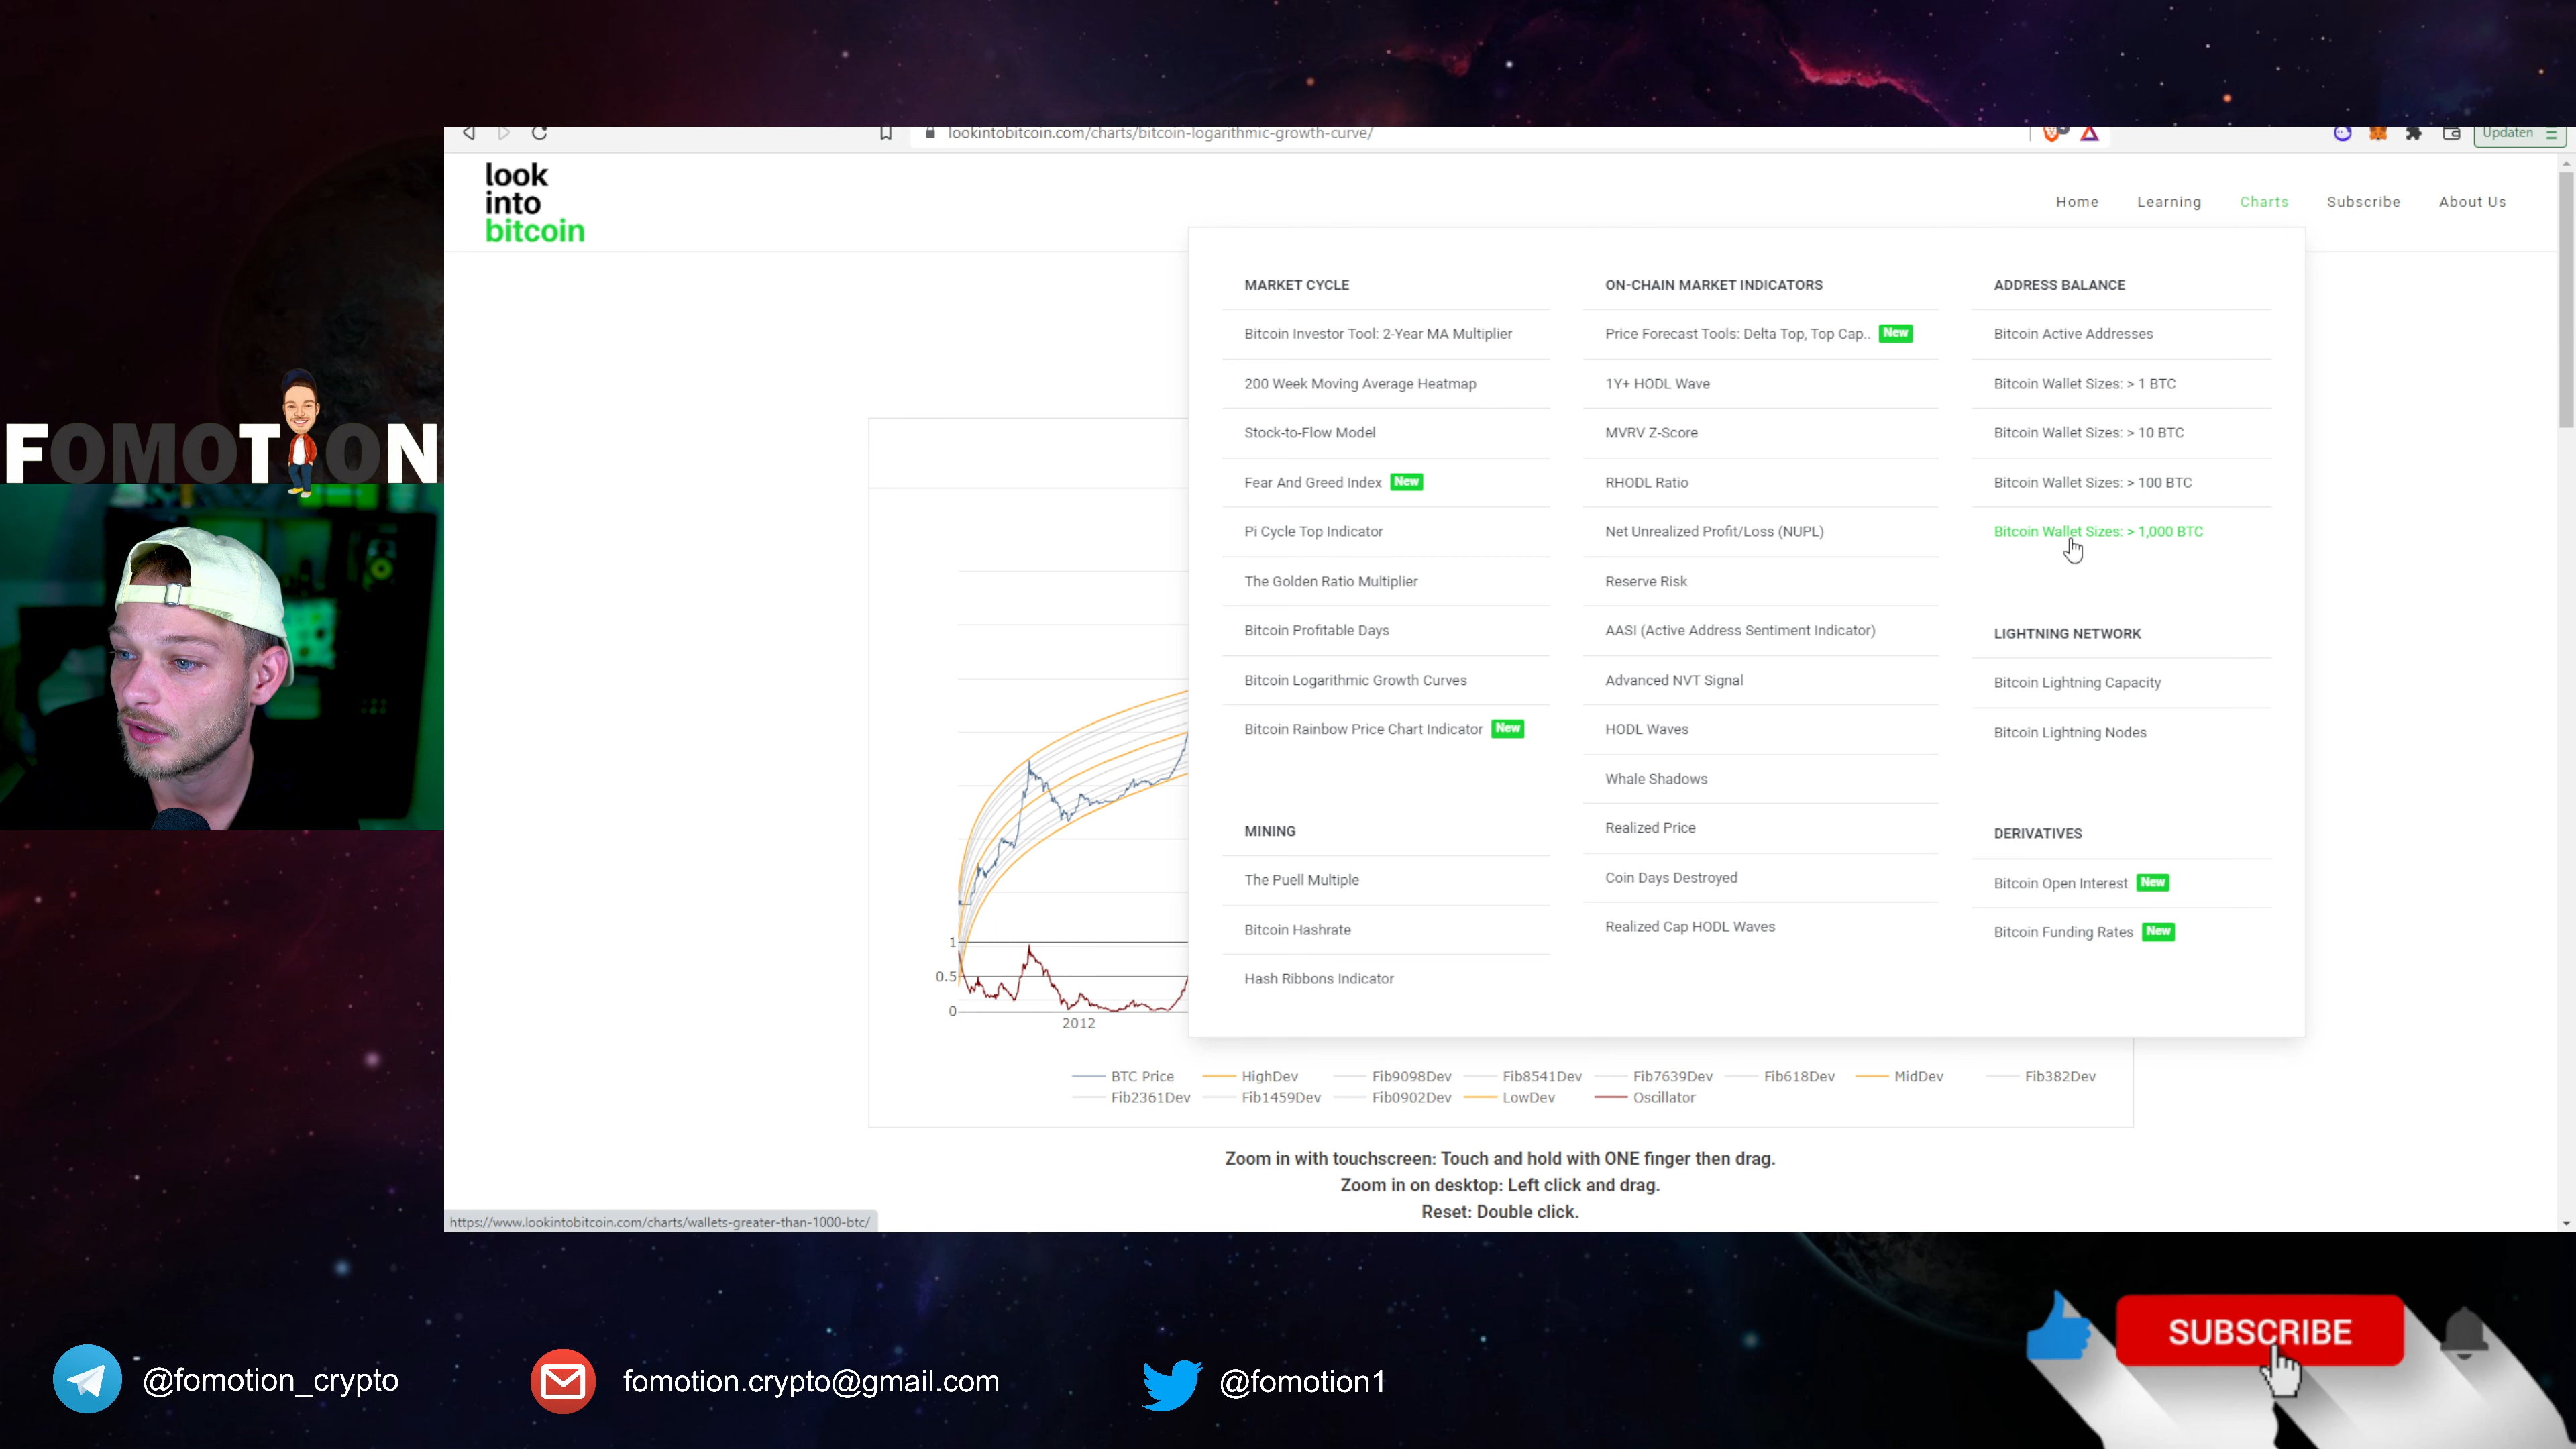 lookintobitcoin.com/charts/bitcoin-logarithmic-growth-curve/
Updaten
look
into
bitcoin
Home
Learning
Charts
Subscribe
About Us
MARKET CYCLE
Bitcoin Investor Tool: 2-Year MA Multiplier
200 Week Moving Average Heatmap
Stock-to-Flow Model
Fear And Greed Index New
Pi Cycle Top Indicator
The Golden Ratio Multiplier
Bitcoin Profitable Days
Bitcoin Logarithmic Growth Curves
Bitcoin Rainbow Price Chart Indicator New
MINING
The Puell Multiple
Bitcoin Hashrate
Hash Ribbons Indicator
ON-CHAIN MARKET INDICATORS
Price Forecast Tools: Delta Top, Top Cap.. New
1Y+ HODL Wave
MVRV Z-Score
RHODL Ratio
Net Unrealized Profit/Loss (NUPL)
Reserve Risk
AASI (Active Address Sentiment Indicator)
Advanced NVT Signal
HODL Waves
Whale Shadows
Realized Price
Coin Days Destroyed
Realized Cap HODL Waves
ADDRESS BALANCE
Bitcoin Active Addresses
Bitcoin Wallet Sizes: > 1 BTC
Bitcoin Wallet Sizes: > 10 BTC
Bitcoin Wallet Sizes: > 100 BTC
Bitcoin Wallet Sizes: > 1,000 BTC
LIGHTNING NETWORK
Bitcoin Lightning Capacity
Bitcoin Lightning Nodes
DERIVATIVES
Bitcoin Open Interest New
Bitcoin Funding Rates New
FOMOTION
1
0.5
0
2012
BTC Price HighDev Fib9098Dev Fib8541Dev Fib7639Dev Fib618Dev MidDev Fib382Dev
Fib2361Dev Fib1459Dev Fib0902Dev LowDev Oscillator
Zoom in with touchscreen: Touch and hold with ONE finger then drag.
Zoom in on desktop: Left click and drag.
Reset: Double click.
https://www.lookintobitcoin.com/charts/wallets-greater-than-1000-btc/
@fomotion_crypto
fomotion.crypto@gmail.com
@fomotion1
SUBSCRIBE